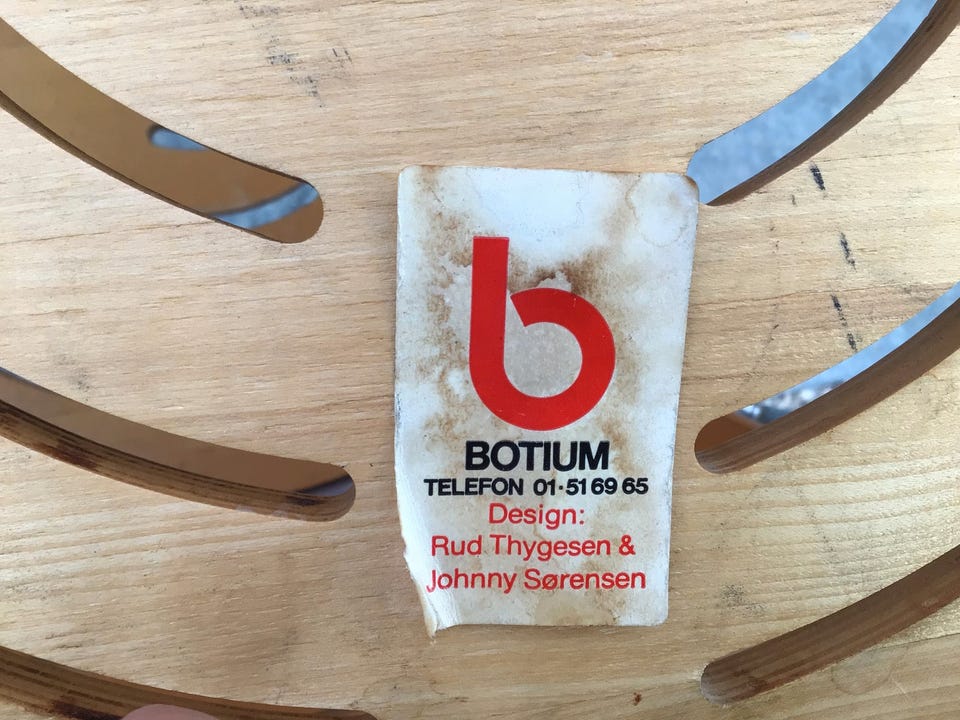 b
BOTIUM
TELEFON 01·51 69 65
Design:
Rud Thygesen &
Johnny Sørensen